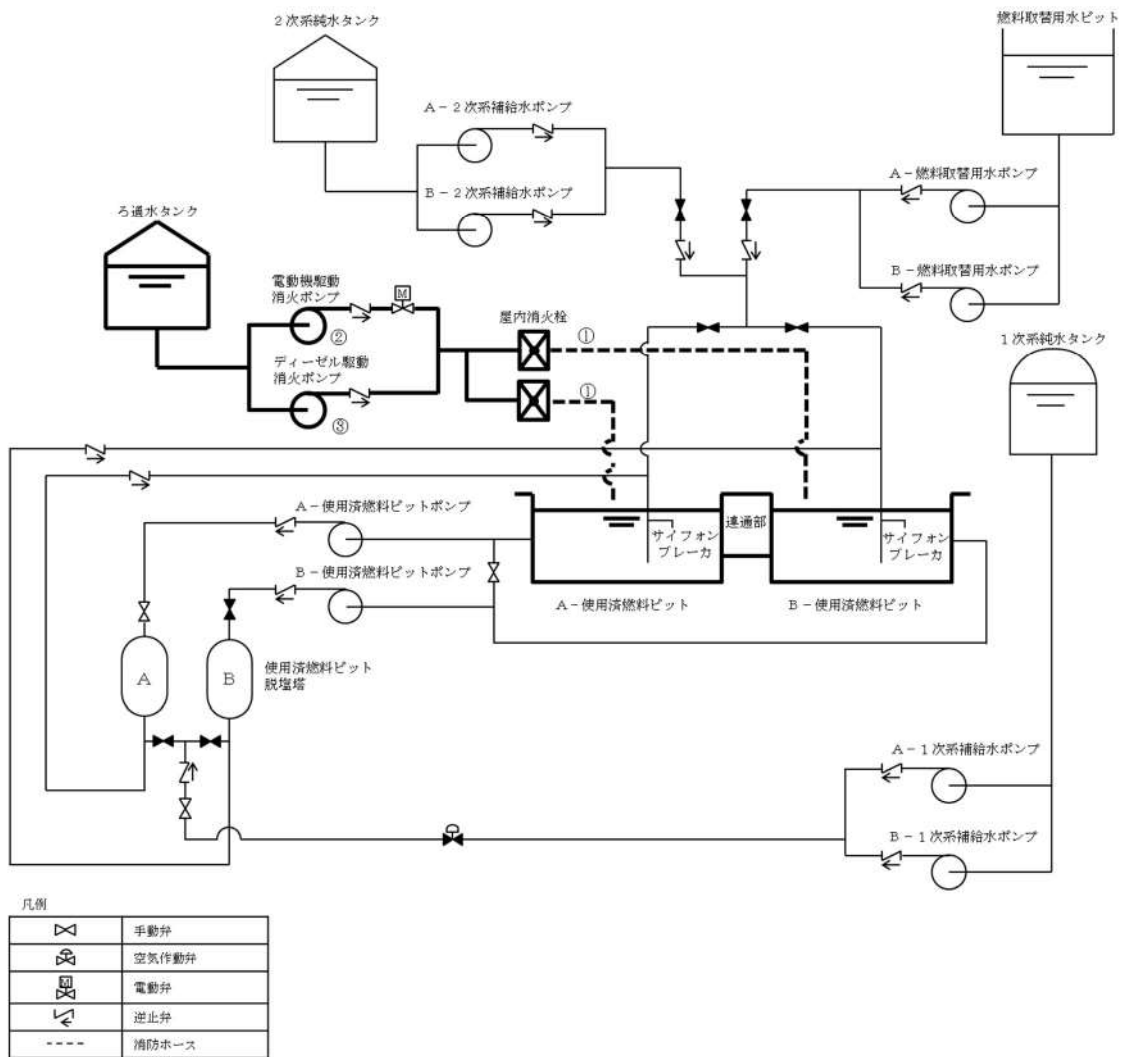 2次系純水タンク
燃料取替用水ピット
A-2次系補給水ポンプ
A-燃料取替用水ポンプ
B-2次系補給水ポンプ
ろ過水タンク
B-燃料取替用水ポンプ
電動機駆動
消火ポンプ
M
②
屋内消火栓
①
1次系純水タンク
ディーゼル駆動
消火ポンプ
③
①
A-使用済燃料ピットポンプ
連通部
サイフォン
ブレーカ
サイフォン
ブレーカ
B-使用済燃料ピットポンプ
A-使用済燃料ピット
B-使用済燃料ピット
A
B
使用済燃料ピット
脱塩塔
A-1次系補給水ポンプ
B-1次系補給水ポンプ
凡例
手動弁
空気作動弁
M
電動弁
逆止弁
消防ホース